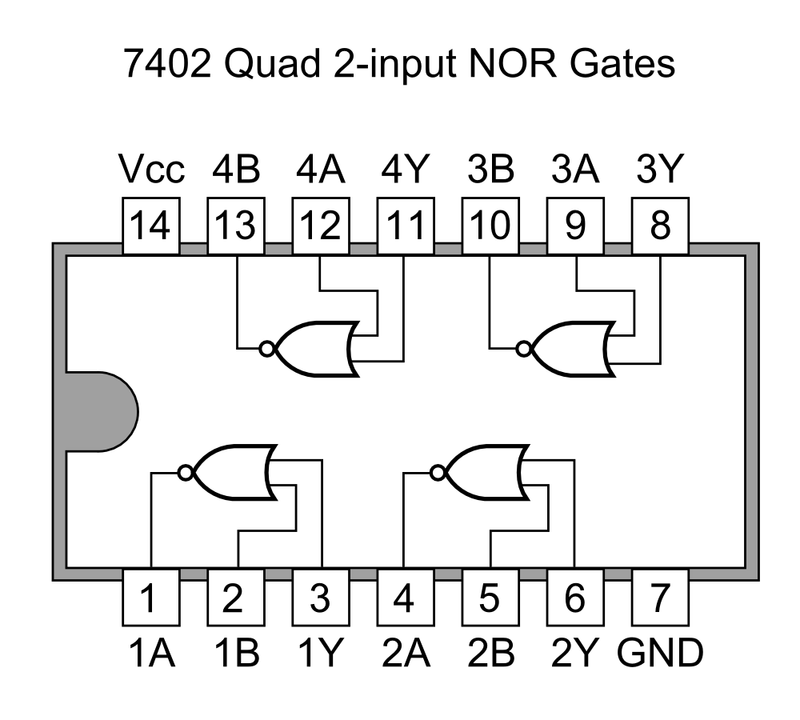 7402 Quad 2-input NOR Gates
Vcc 4B 4A 4Y 3B 3A 3Y
14 13 12 11 10 9 8
1 2 3 4 5 6 7
1A 1B 1Y 2A 2B 2Y GND